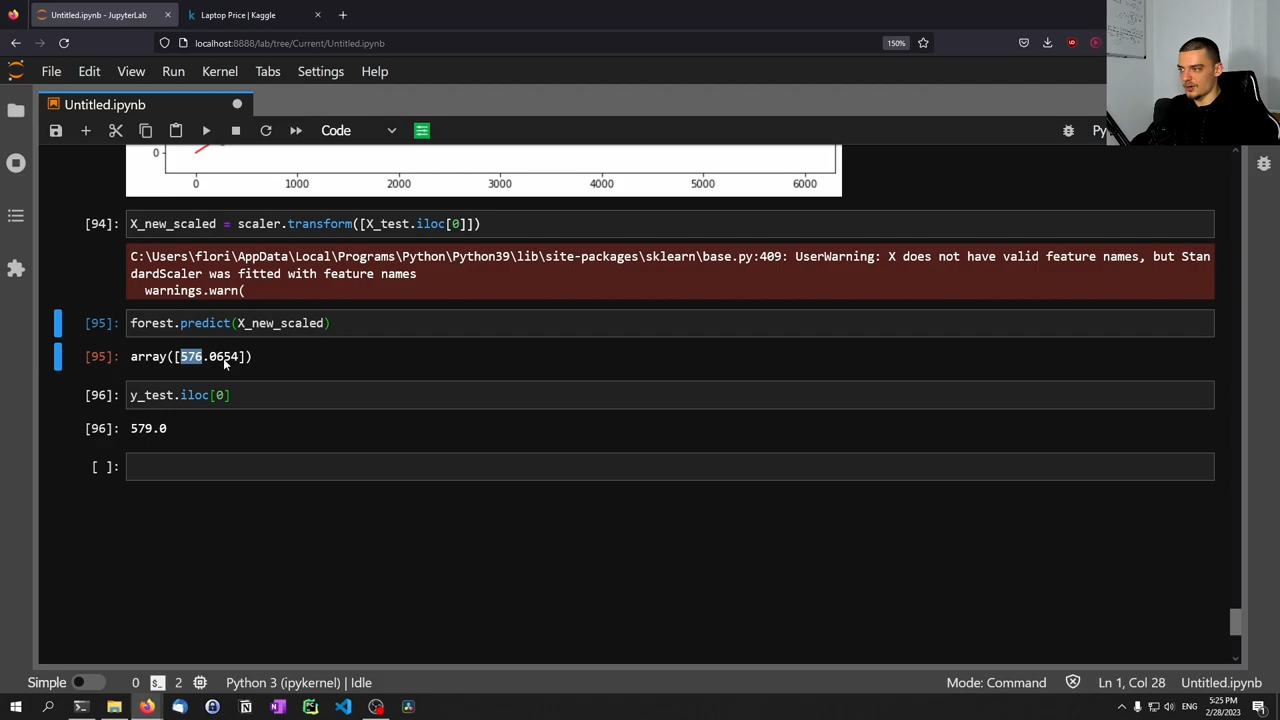 Untitled.ipynb - JupyterLab
Laptop Price | Kaggle
localhost:8888/lab/tree/Current/Untitled.ipynb
150%
File Edit View Run Kernel Tabs Settings Help
Untitled.ipynb
Code
Py
0
0 1000 2000 3000 4000 5000 6000
[94]: X_new_scaled = scaler.transform([X_test.iloc[0]])
C:\Users\flori\AppData\Local\Programs\Python\Python39\lib\site-packages\sklearn\base.py:409: UserWarning: X does not have valid feature names, but Stan
dardScaler was fitted with feature names
warnings.warn(
[95]: forest.predict(X_new_scaled)
[95]: array([576.0654])
[96]: y_test.iloc[0]
[96]: 579.0
[ ]:
Simple 0 2 Python 3 (ipykernel) | Idle Mode: Command Ln 1, Col 28 Untitled.ipynb
ENG 5:25 PM
2/28/2023